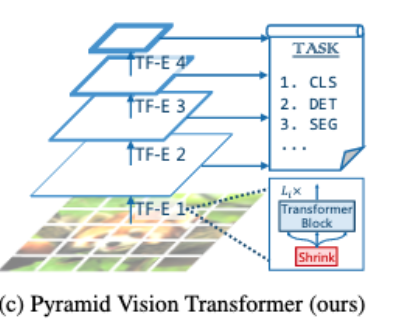 TASK
TF-E 4
1. CLS
TF-E 3
2. DET
3. SEG
...
TF-E 2
TF-E 1
Lᵢ×
Transformer
Block
Shrink
(c) Pyramid Vision Transformer (ours)